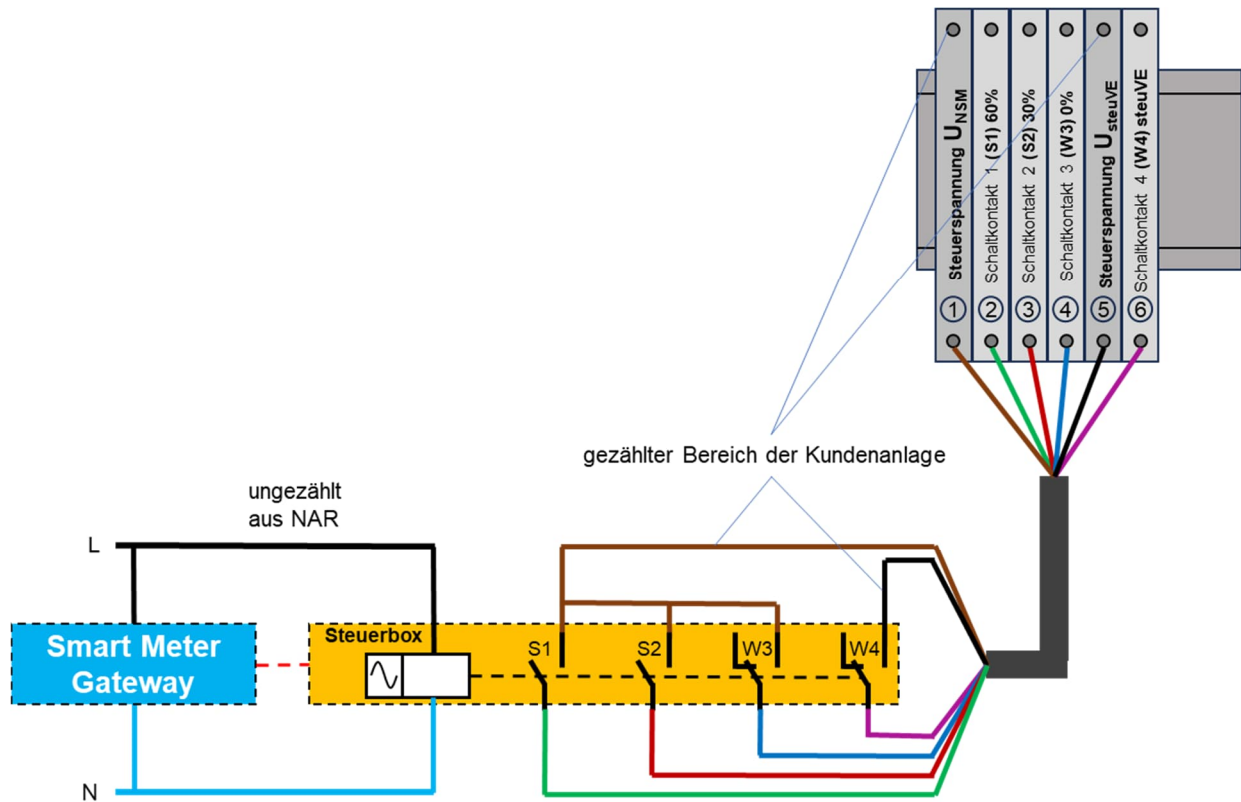 Steuerspannung UNSM
Schaltkontakt 1 (S1) 60%
Schaltkontakt 2 (S2) 30%
Schaltkontakt 3 (W3) 0%
Steuerspannung UsteuVE
Schaltkontakt 4 (W4) steuVE
1
2
3
4
5
6
gezählter Bereich der Kundenanlage
ungezählt
aus NAR
L
Smart Meter
Gateway
Steuerbox
S1
S2
W3
W4
N